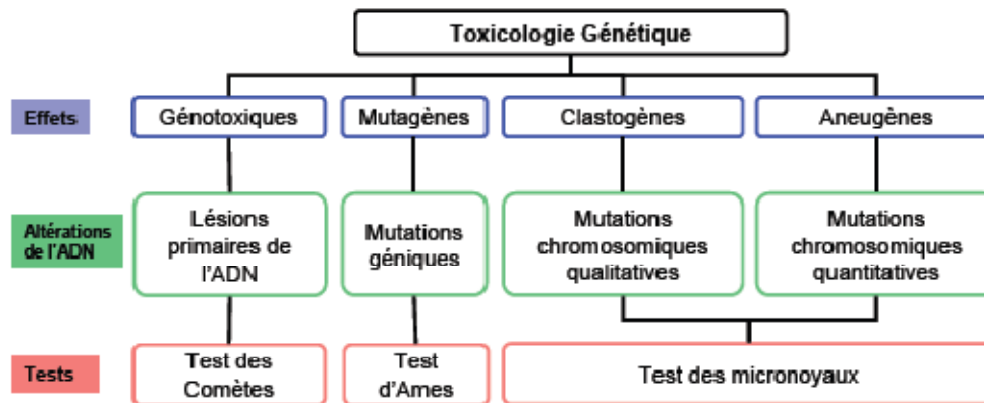 Toxicologie Génétique
Effets
Génotoxiques
Mutagènes
Clastogènes
Aneugènes
Altérations
de l'ADN
Lésions
primaires de
l'ADN
Mutations
géniques
Mutations
chromosomiques
qualitatives
Mutations
chromosomiques
quantitatives
Tests
Test des
Comètes
Test
d'Ames
Test des micronoyaux